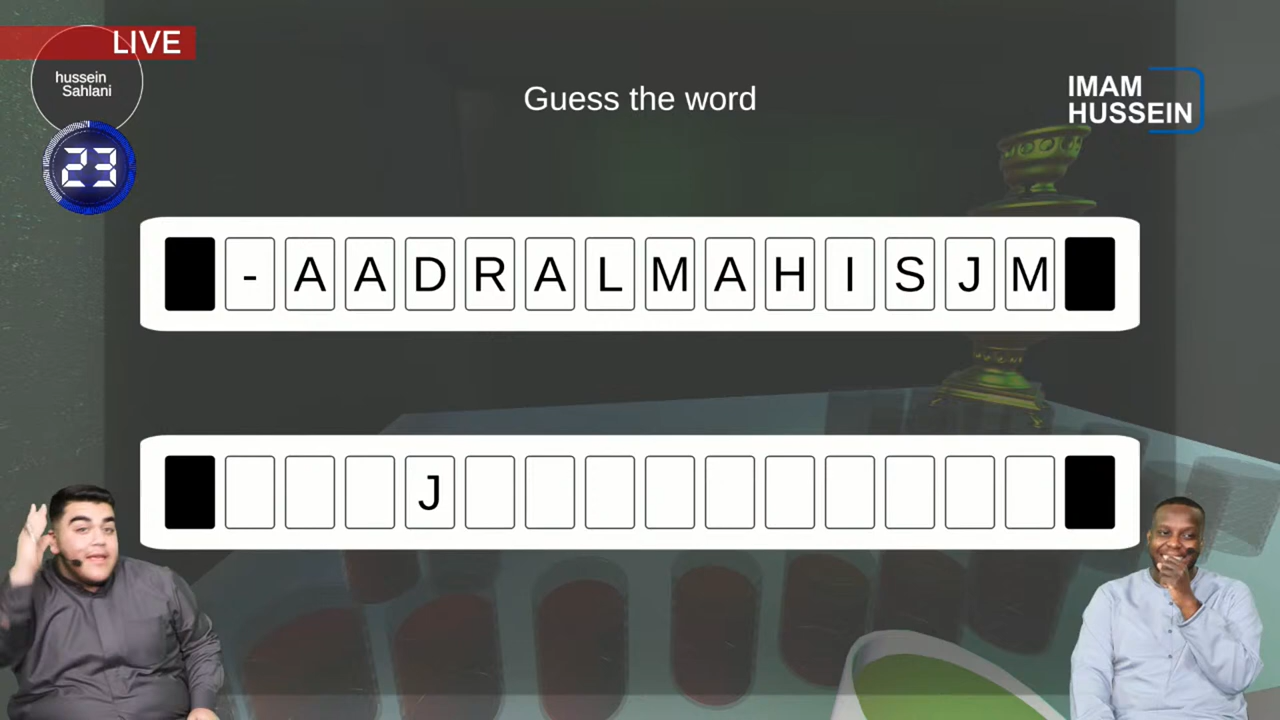 LIVE
hussein
Sahlani
23
Guess the word
IMAM
HUSSEIN
- A A D R A L M A H I S J M
J